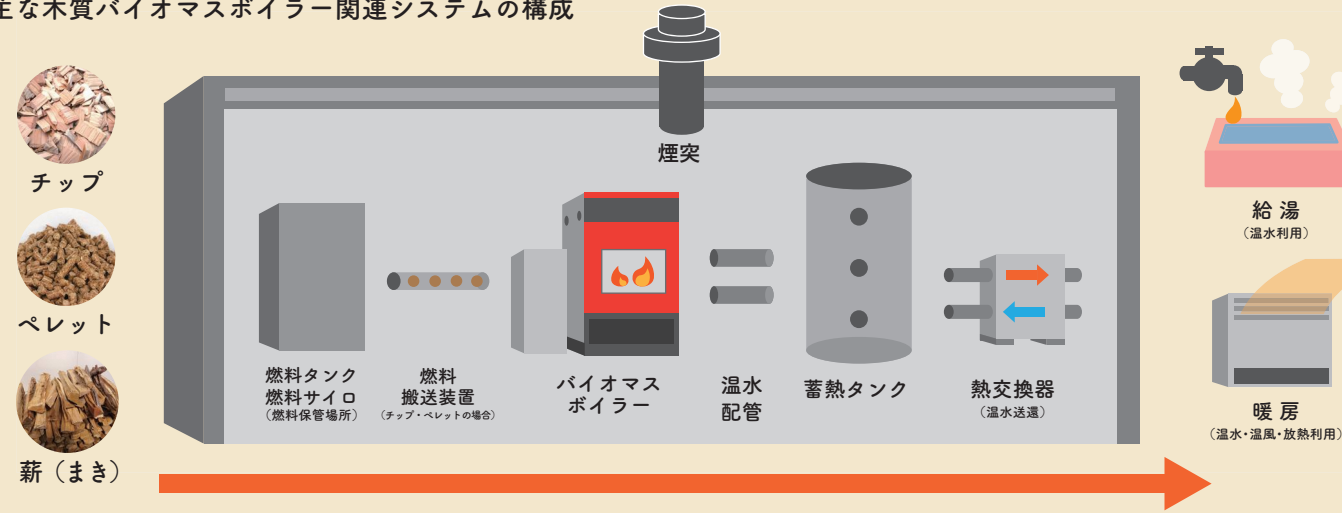 主な木質バイオマスボイラー関連システムの構成
チップ
ペレット
薪（まき）
煙突
燃料タンク
燃料サイロ
（燃料保管場所）
燃料
搬送装置
（チップ・ペレットの場合）
バイオマス
ボイラー
温水
配管
蓄熱タンク
熱交換器
（温水送還）
給湯
（温水利用）
暖房
（温水・温風・放熱利用）